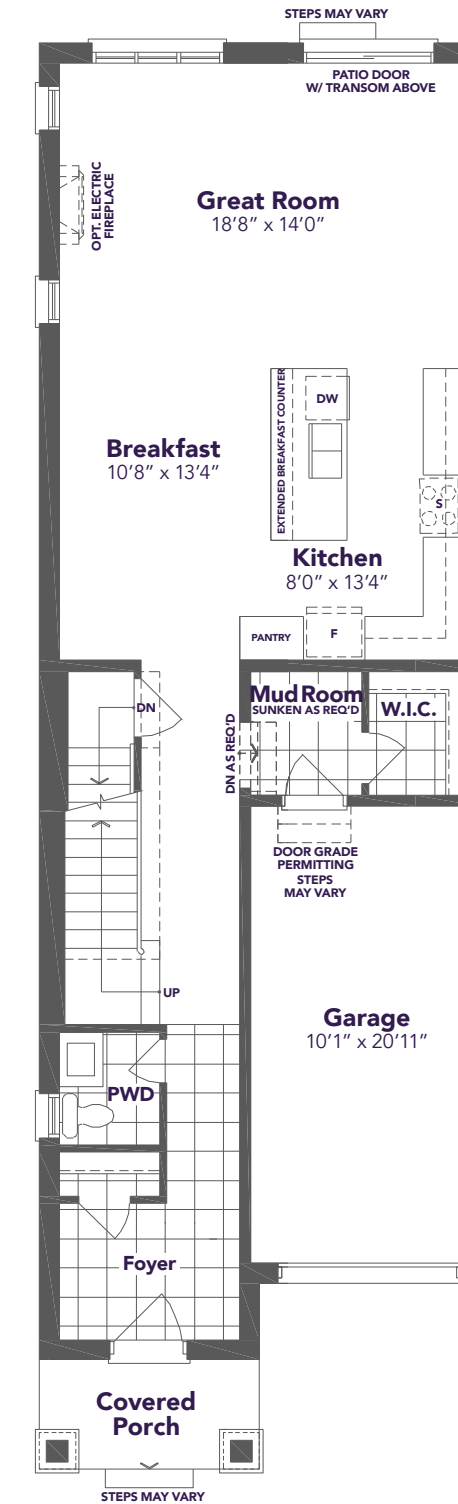 STEPS MAY VARY
PATIO DOOR
W/ TRANSOM ABOVE
OPT. ELECTRIC
FIREPLACE
Great Room
18'8" x 14'0"
EXTENDED BREAKFAST COUNTER
DW
Breakfast
10'8" x 13'4"
S
Kitchen
8'0" x 13'4"
PANTRY
F
Mud Room
SUNKEN AS REQ'D
W.I.C.
DN
DN AS REQ'D
DOOR GRADE
PERMITTING
STEPS
MAY VARY
UP
Garage
10'1" x 20'11"
PWD
Foyer
Covered
Porch
STEPS MAY VARY